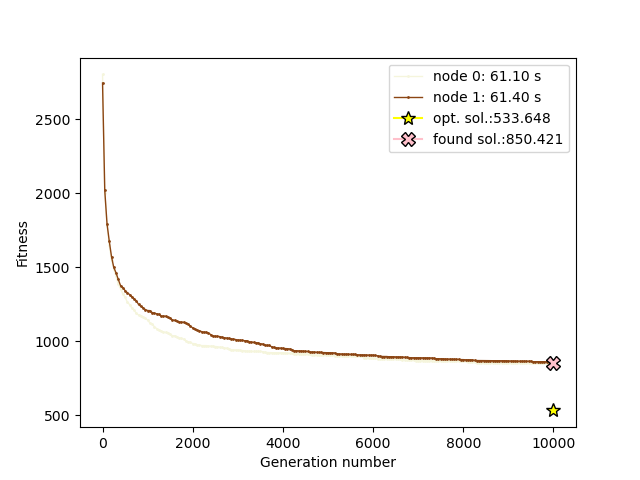 node 0: 61.10 s
node 1: 61.40 s
opt. sol.:533.648
found sol.:850.421
Fitness
2500
2000
1500
1000
500
0 2000 4000 6000 8000 10000
Generation number